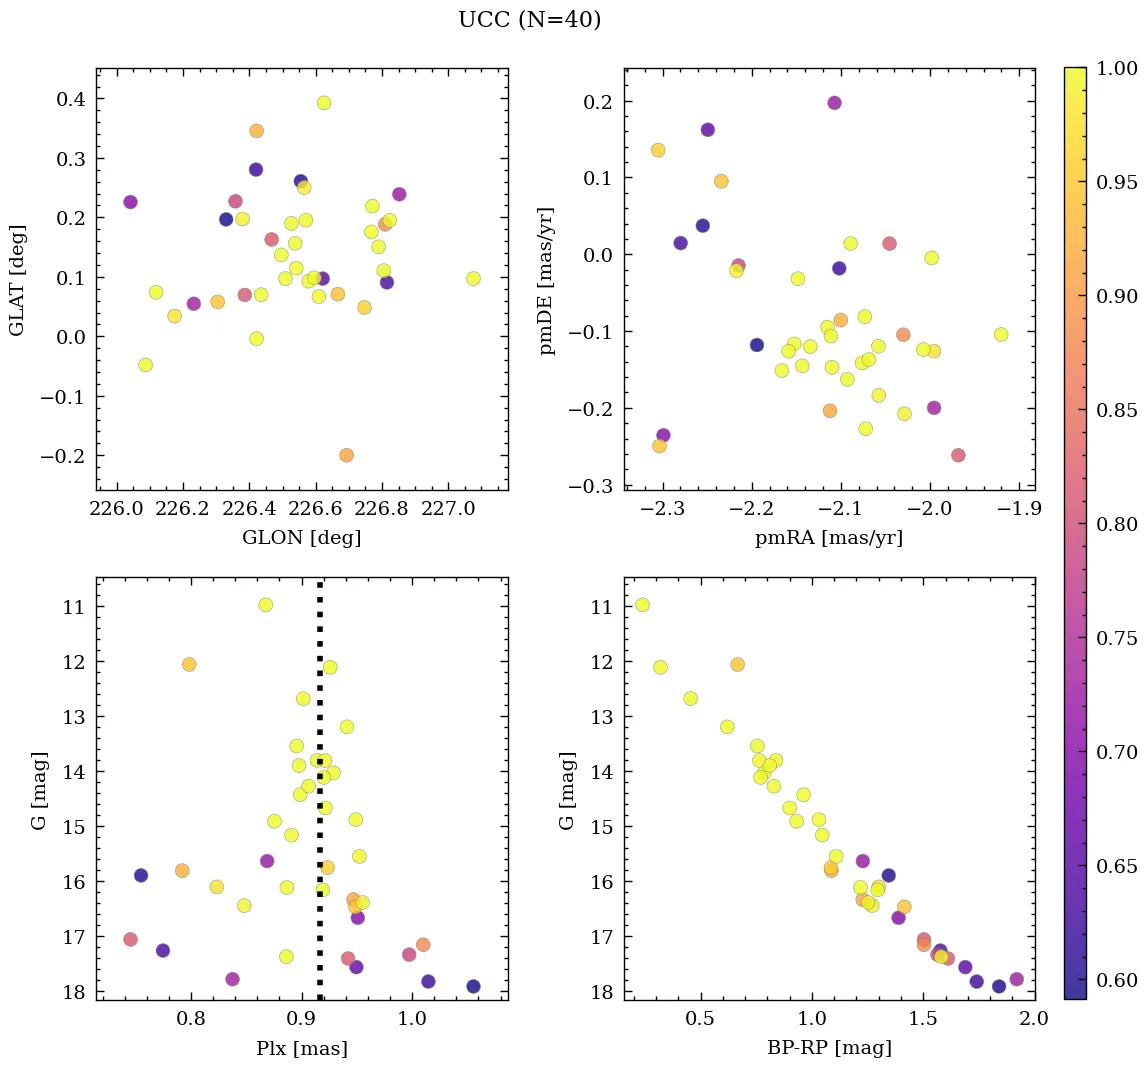 UCC (N=40)
0.4
0.3
0.2
0.1
0.0
−0.1
−0.2
GLAT [deg]
226.0 226.2 226.4 226.6 226.8 227.0
GLON [deg]
0.2
0.1
0.0
−0.1
−0.2
−0.3
pmDE [mas/yr]
−2.3 −2.2 −2.1 −2.0 −1.9
pmRA [mas/yr]
11
12
13
14
15
16
17
18
G [mag]
0.8 0.9 1.0
Plx [mas]
11
12
13
14
15
16
17
18
G [mag]
0.5 1.0 1.5 2.0
BP-RP [mag]
1.00
0.95
0.90
0.85
0.80
0.75
0.70
0.65
0.60